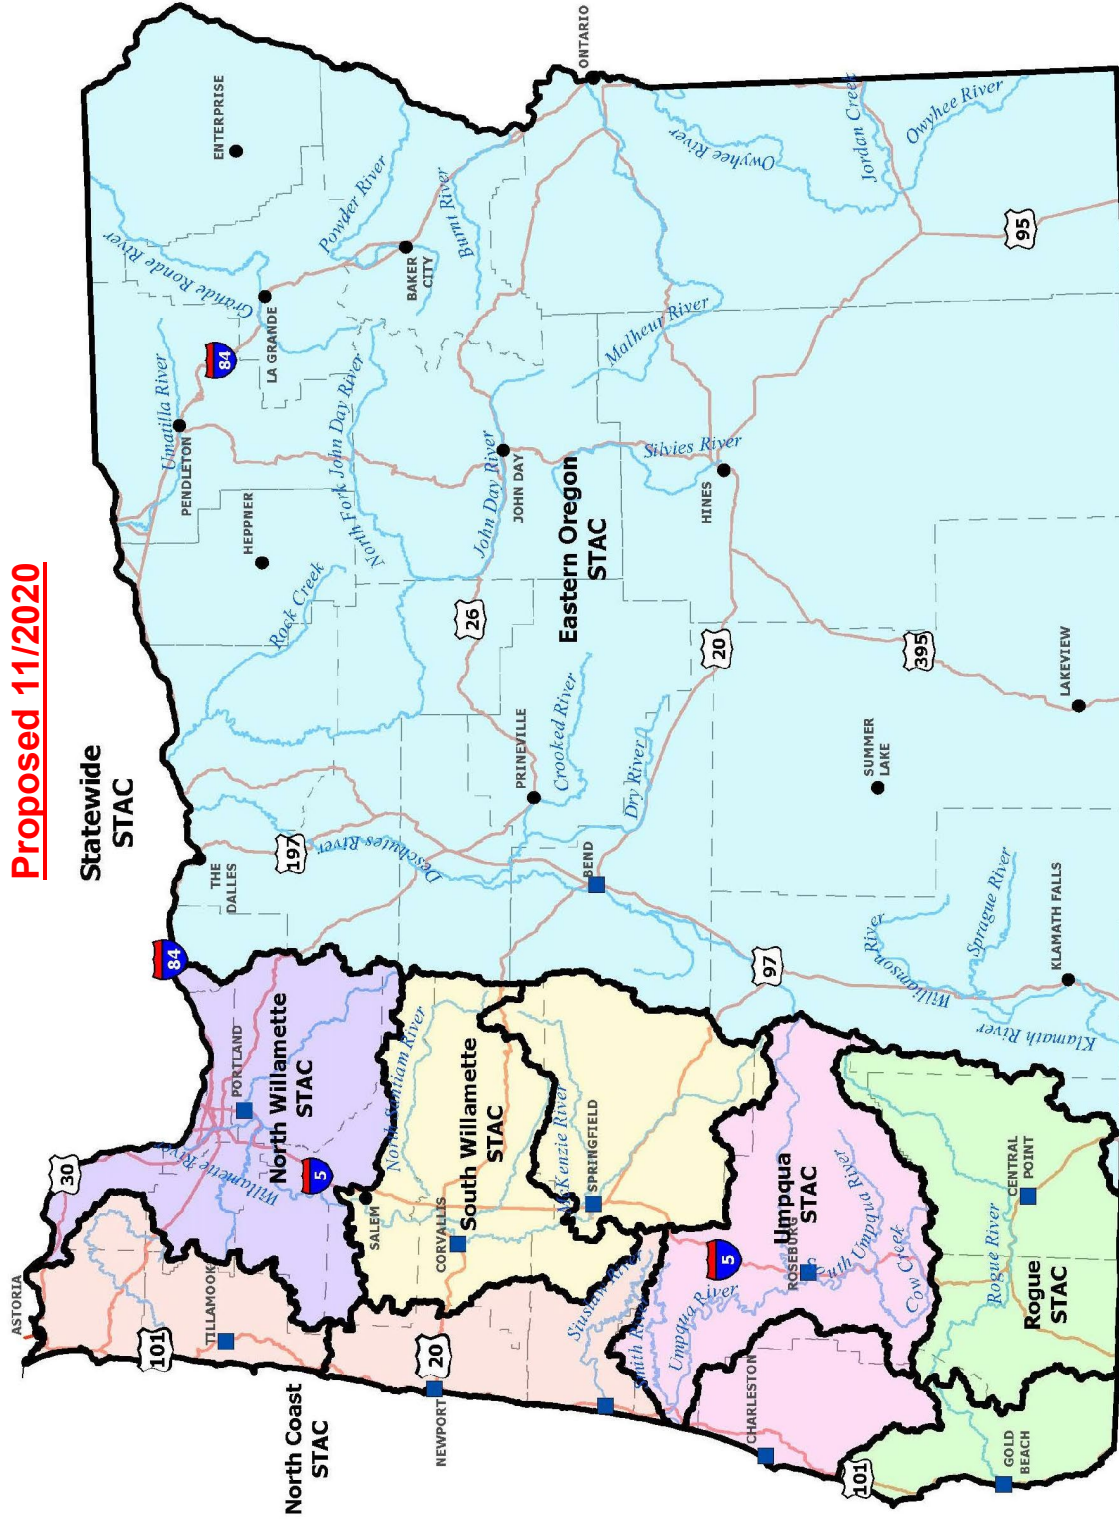 Proposed 11/2020
Statewide
STAC
ASTORIA
30
84
PORTLAND
Willamette River
North Willamette
STAC
TILLAMOOK
101
5
SALEM
North Coast
STAC
North Santiam River
South Willamette
STAC
CORVALLIS
20
NEWPORT
McKenzie River
SPRINGFIELD
Siuslaw River
Smith River
Umpqua River
5
Umpqua
STAC
ROSEBURG
South Umpqua River
Cow Creek
CHARLESTON
101
Rogue River
CENTRAL
POINT
Rogue
STAC
GOLD
BEACH
THE
DALLES
197
Deschutes River
PRINEVILLE
Crooked River
BEND
Dry River
97
Williamson
River
Sprague River
KLAMATH FALLS
Klamath River
SUMMER
LAKE
LAKEVIEW
395
20
26
Eastern Oregon
STAC
Rock Creek
HEPPNER
PENDLETON
Umatilla River
84
LA GRANDE
Grande Ronde River
ENTERPRISE
North Fork John Day River
John Day River
JOHN DAY
Powder River
BAKER
CITY
Burnt River
Malheur River
Silvies River
HINES
ONTARIO
Owyhee River
Jordan Creek
Owyhee River
95